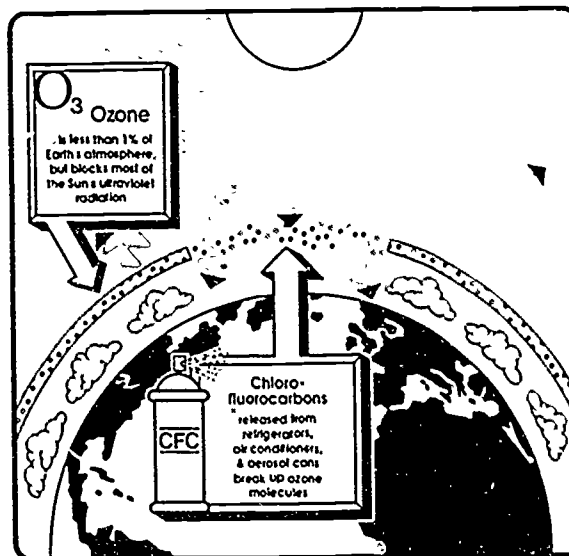 O3 Ozone
is less than 1% of
Earth's atmosphere,
but blocks most of
the Sun's ultraviolet
radiation
Chloro-
fluorocarbons
released from
refrigerators,
air conditioners,
& aerosol cans
break up ozone
molecules
CFC